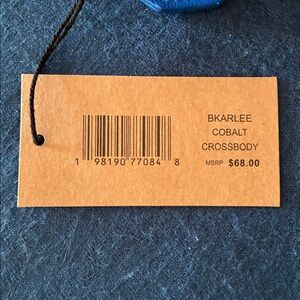 BKARLEE
COBALT
CROSSBODY
MSRP $68.00
1 98190 77084 8